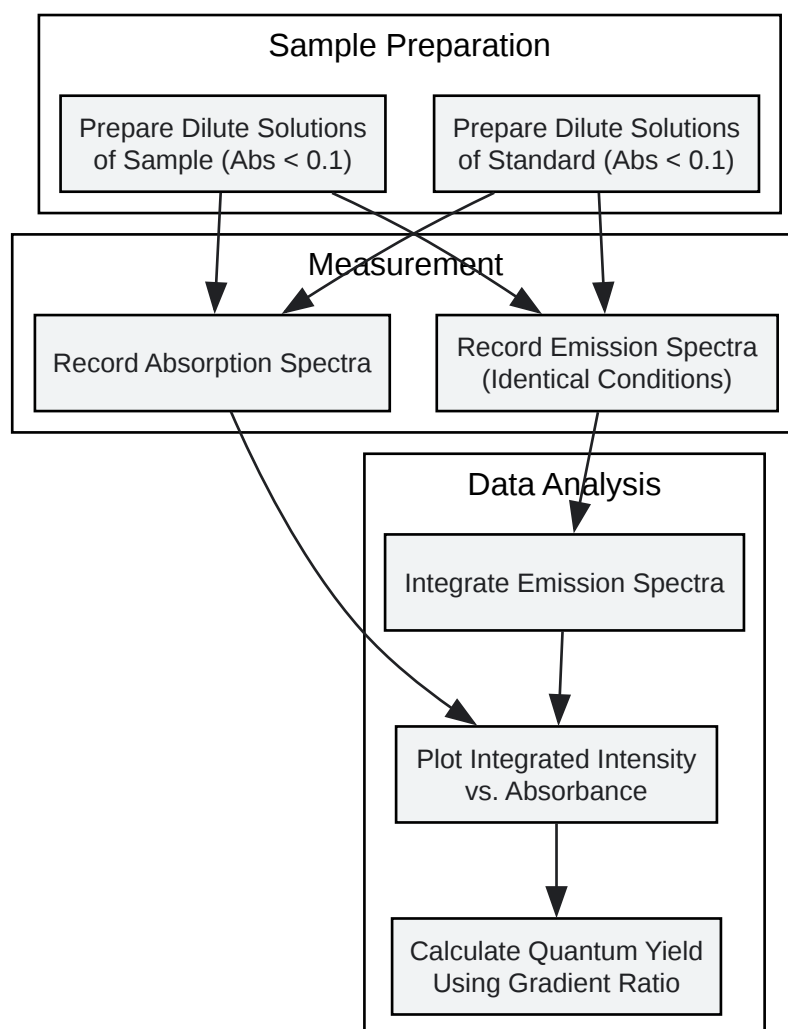 Sample Preparation
Prepare Dilute Solutions
of Sample (Abs < 0.1)
Prepare Dilute Solutions
of Standard (Abs < 0.1)
Measurement
Record Absorption Spectra
Record Emission Spectra
(Identical Conditions)
Data Analysis
Integrate Emission Spectra
Plot Integrated Intensity
vs. Absorbance
Calculate Quantum Yield
Using Gradient Ratio